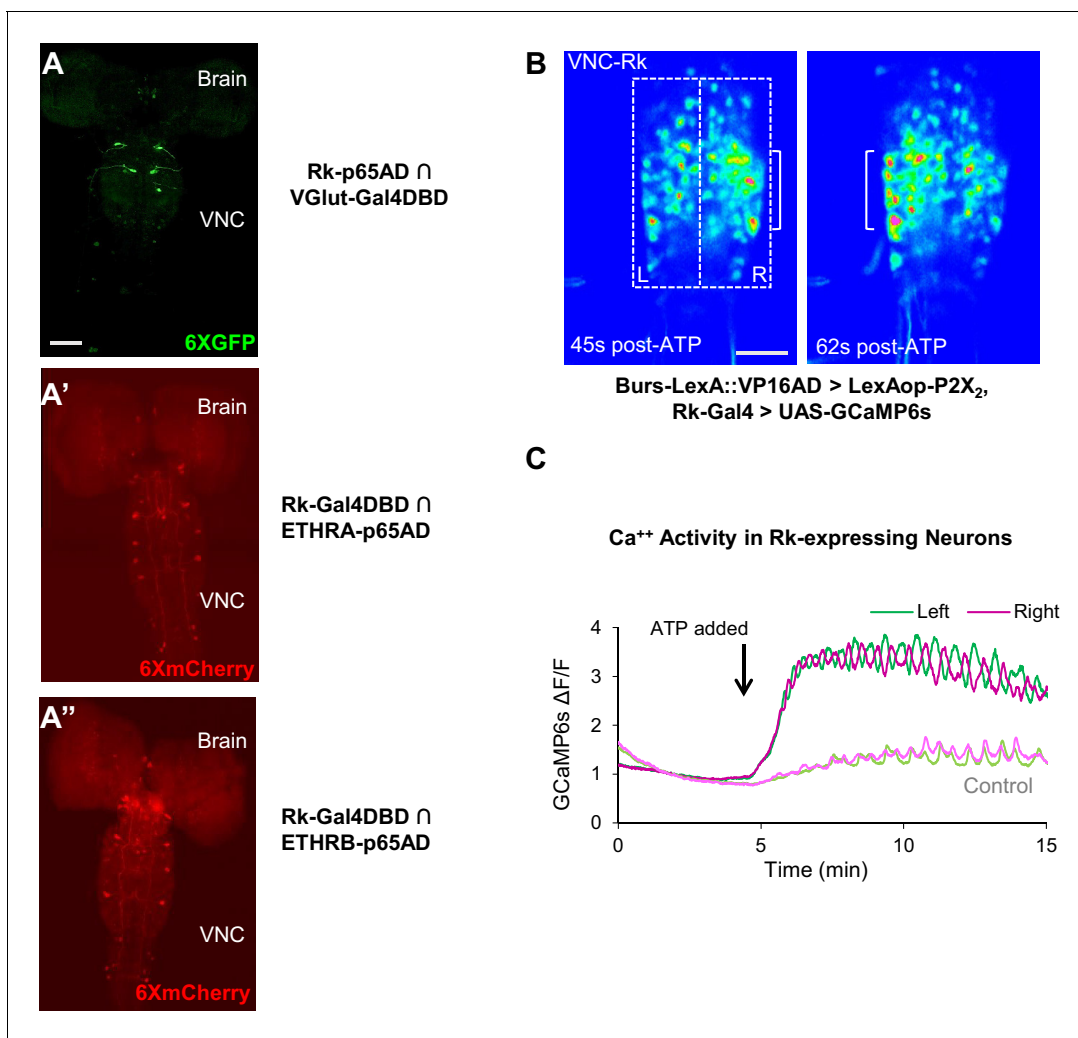 A
Brain
VNC
6XGFP
Rk-p65AD ∩
VGlut-Gal4DBD
A'
Brain
VNC
6XmCherry
Rk-Gal4DBD ∩
ETHRA-p65AD
A''
Brain
VNC
6XmCherry
Rk-Gal4DBD ∩
ETHRB-p65AD
B
VNC-Rk
L
R
45s post-ATP
62s post-ATP
Burs-LexA::VP16AD > LexAop-P2X₂,
Rk-Gal4 > UAS-GCaMP6s
C
Ca⁺⁺ Activity in Rk-expressing Neurons
Left
Right
ATP added
Control
GCaMP6s ΔF/F
4
3
2
1
0
0
5
10
15
Time (min)